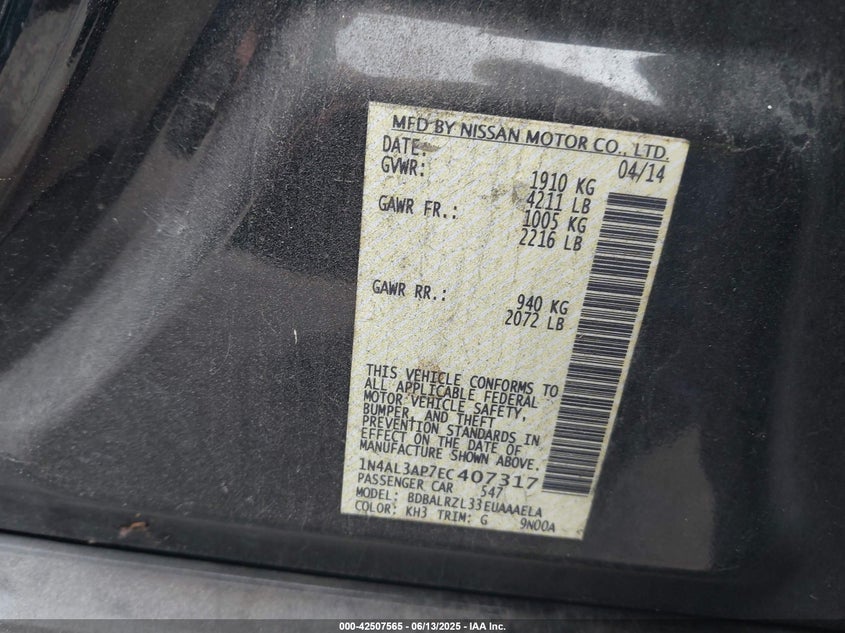 MFD BY NISSAN MOTOR CO., LTD.
DATE: 04/14
GVWR: 1910 KG
4211 LB
GAWR FR.: 1005 KG
2216 LB
GAWR RR.: 940 KG
2072 LB
THIS VEHICLE CONFORMS TO
ALL APPLICABLE FEDERAL
MOTOR VEHICLE SAFETY,
BUMPER, AND THEFT
PREVENTION STANDARDS IN
EFFECT ON THE DATE OF
MANUFACTURE SHOWN ABOVE.
1N4AL3AP7EC407317
PASSENGER CAR 547
MODEL: BDBALRZL33EUAAAELA
COLOR: KH3 TRIM: G 9N00A
000-42507565 - 06/13/2025 - IAA Inc.